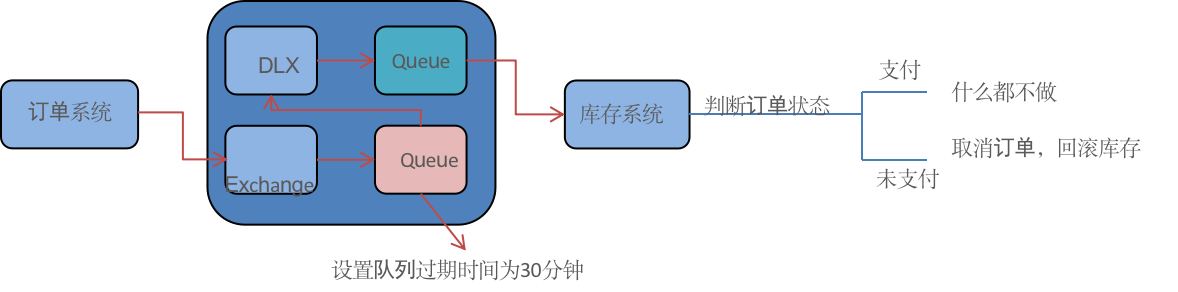 DLX
Queue
订单系统
Exchange
Queue
库存系统
判断订单状态
支付
什么都不做
取消订单，回滚库存
未支付
设置队列过期时间为30分钟